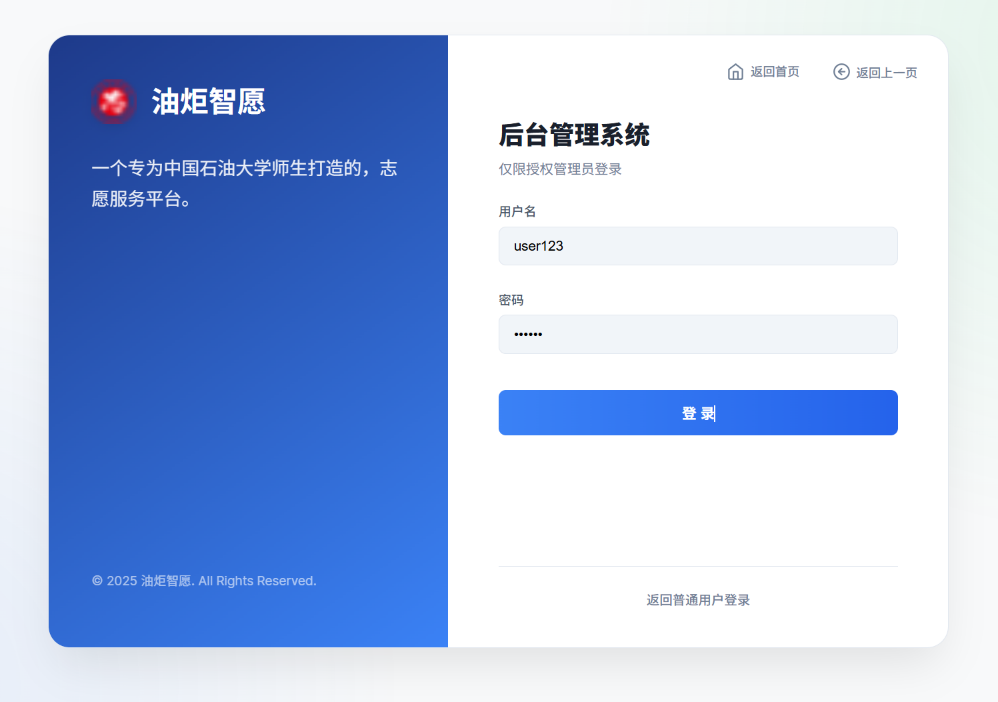 油炬智愿
一个专为中国石油大学师生打造的，志
愿服务平台。
© 2025 油炬智愿. All Rights Reserved.
返回首页
返回上一页
后台管理系统
仅限授权管理员登录
用户名
user123
密码
••••••
登 录
返回普通用户登录